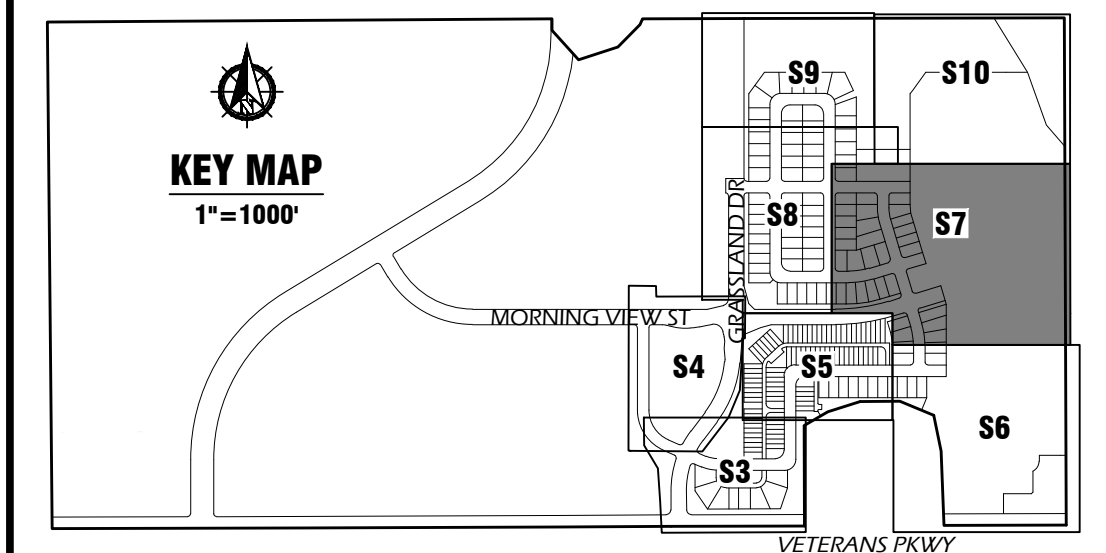 S9
S10
N
KEY MAP
1"=1000'
S8
GRASSLAND DR
S7
MORNING VIEW ST
S4
S5
S6
S3
VETERANS PKWY